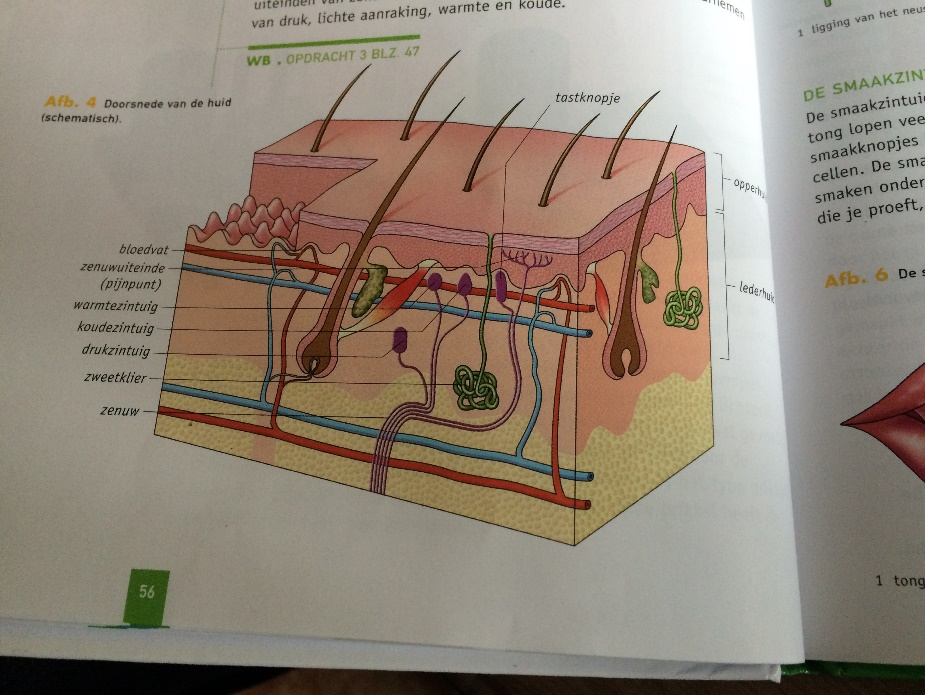 van druk, lichte aanraking, warmte en koude.
WB . OPDRACHT 3 BLZ. 47
Afb. 4 Doorsnede van de huid
(schematisch).
tastknopje
bloedvat
zenuwuiteinde
(pijnpunt)
warmtezintuig
koudezintuig
drukzintuig
zweetklier
zenuw
lederhuid
56
1 ligging van het
DE SMAAKZIN
De smaakzintui
tong lopen vee
smaakknopjes
cellen. De sma
smaken onder
die je proeft,
Afb. 6 De s
1 tong